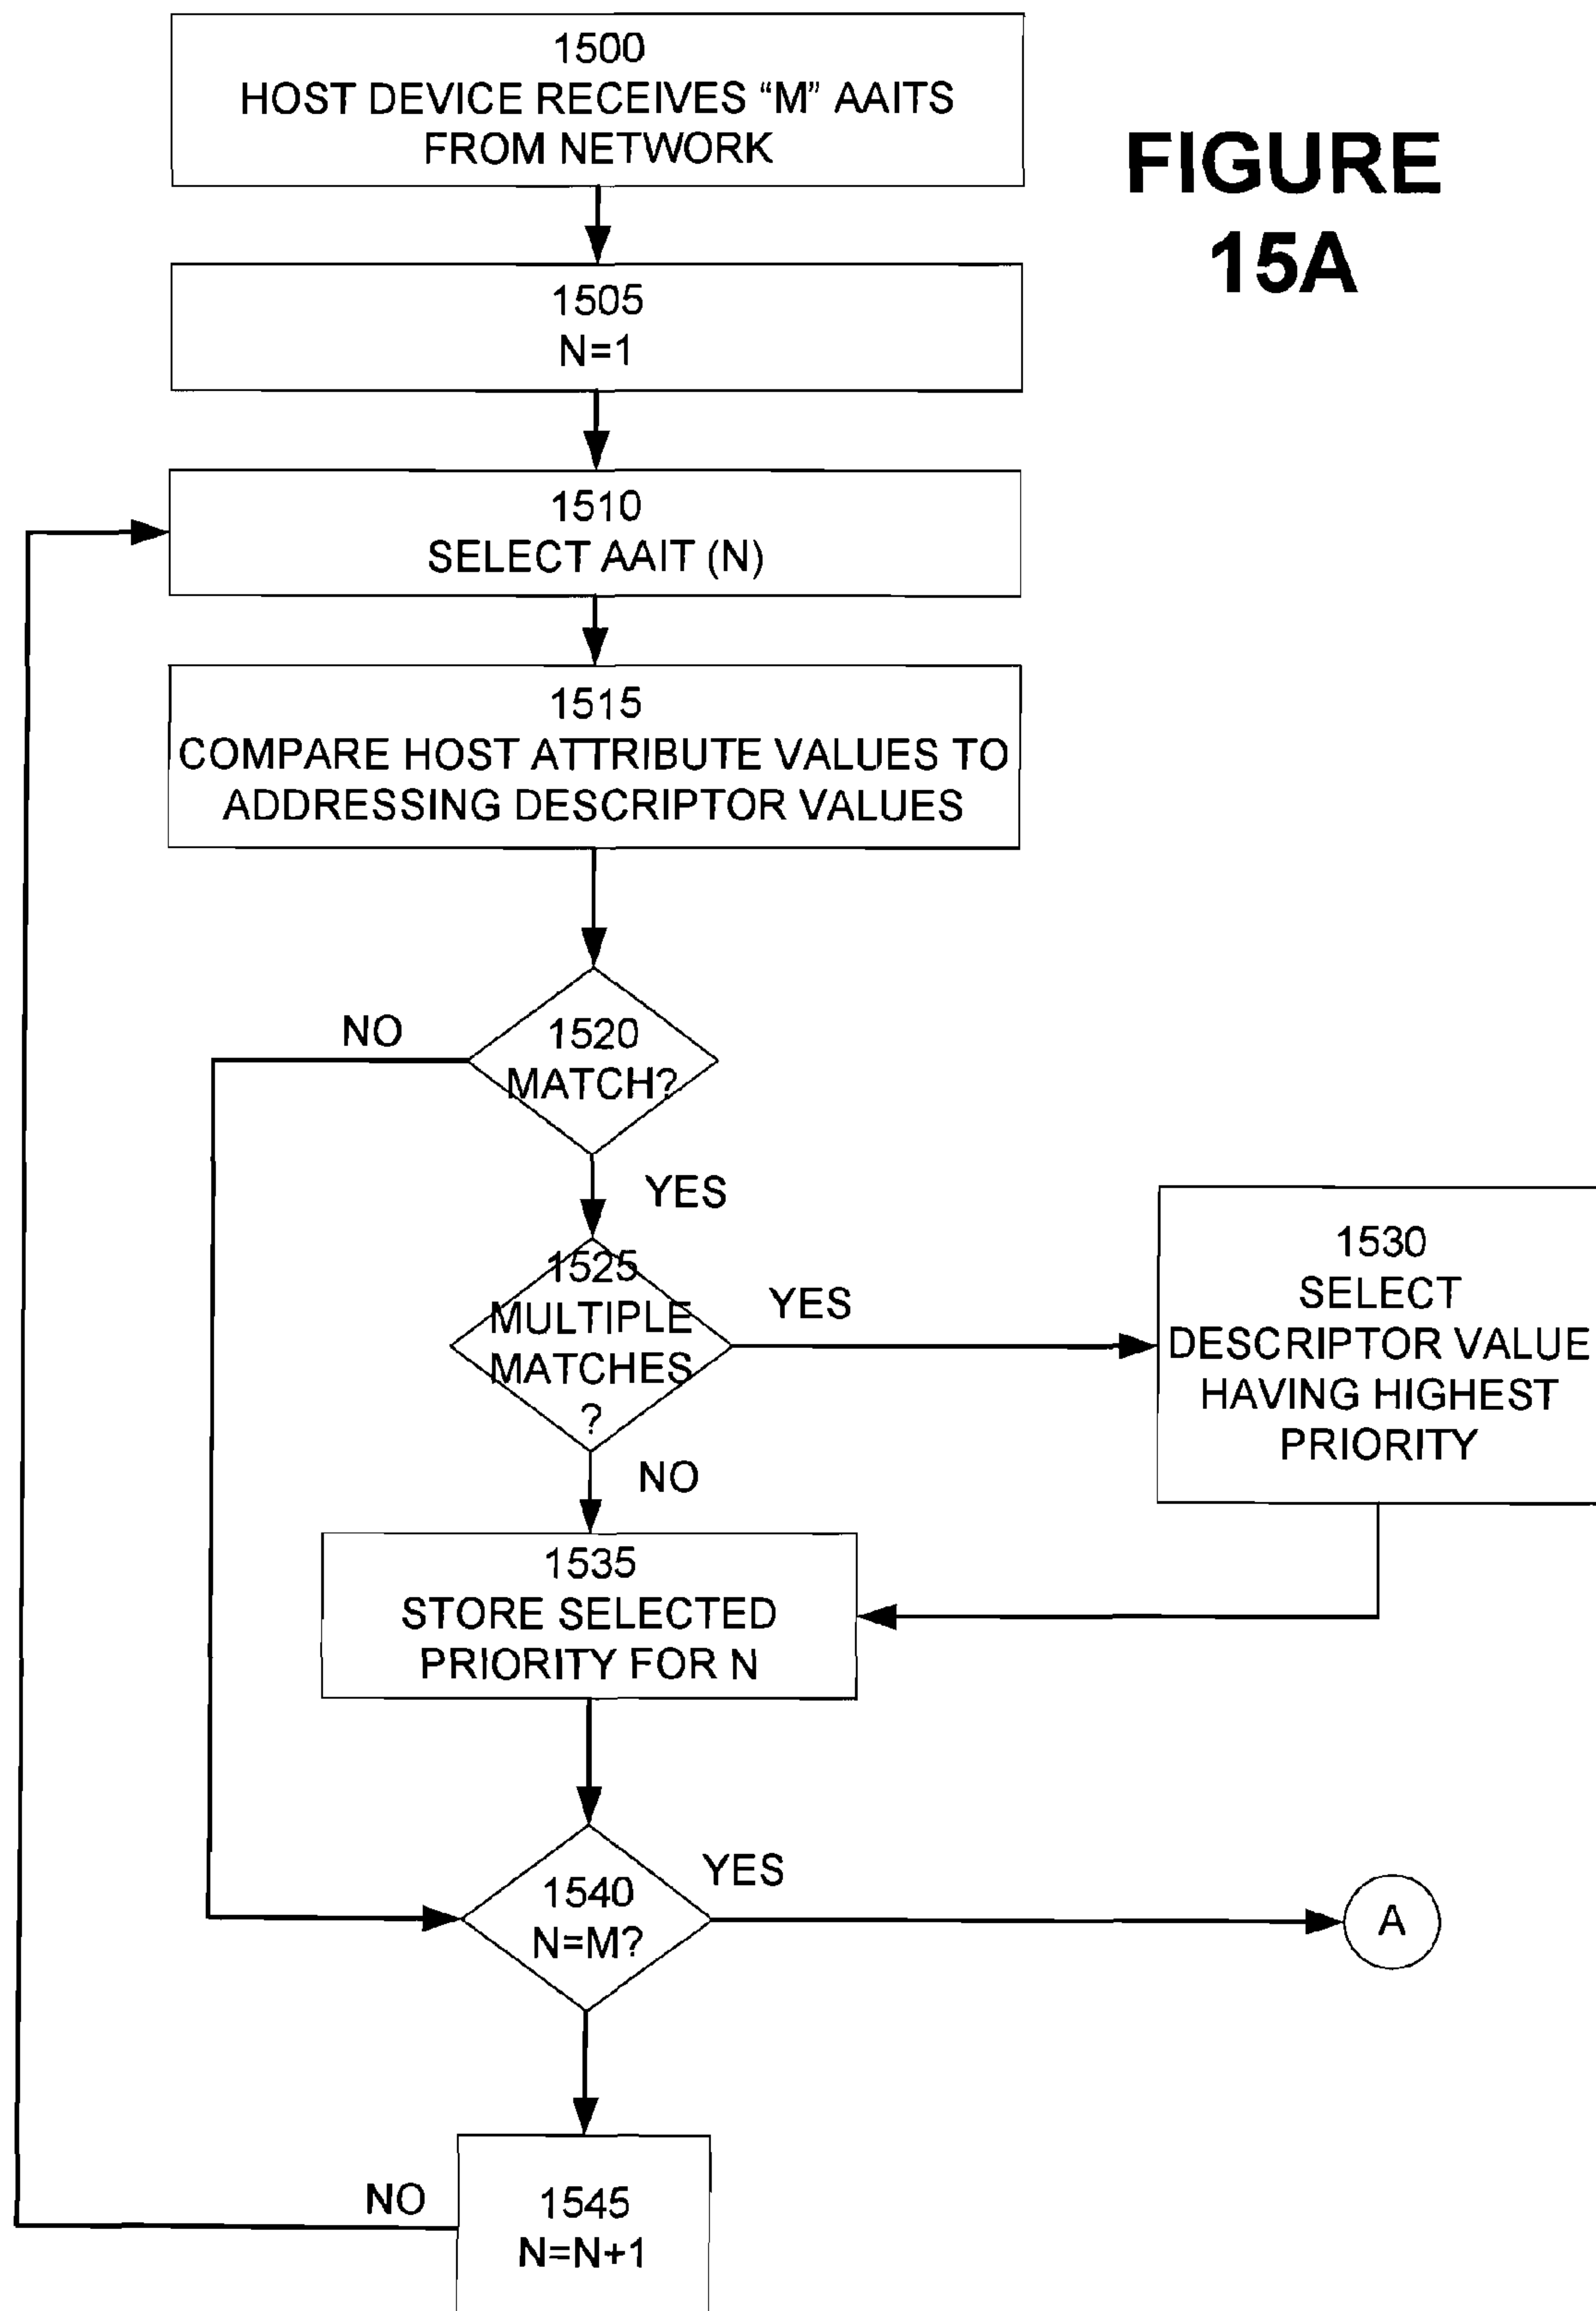 1500
HOST DEVICE RECEIVES “M” AAITS
FROM NETWORK
FIGURE
15A
1505
N=1
1510
SELECT AAIT (N)
1515
COMPARE HOST ATTRIBUTE VALUES TO
ADDRESSING DESCRIPTOR VALUES
NO
1520
MATCH?
YES
1525
MULTIPLE
MATCHES
?
YES
1530
SELECT
DESCRIPTOR VALUE
HAVING HIGHEST
PRIORITY
NO
1535
STORE SELECTED
PRIORITY FOR N
YES
1540
N=M?
A
NO
1545
N=N+1